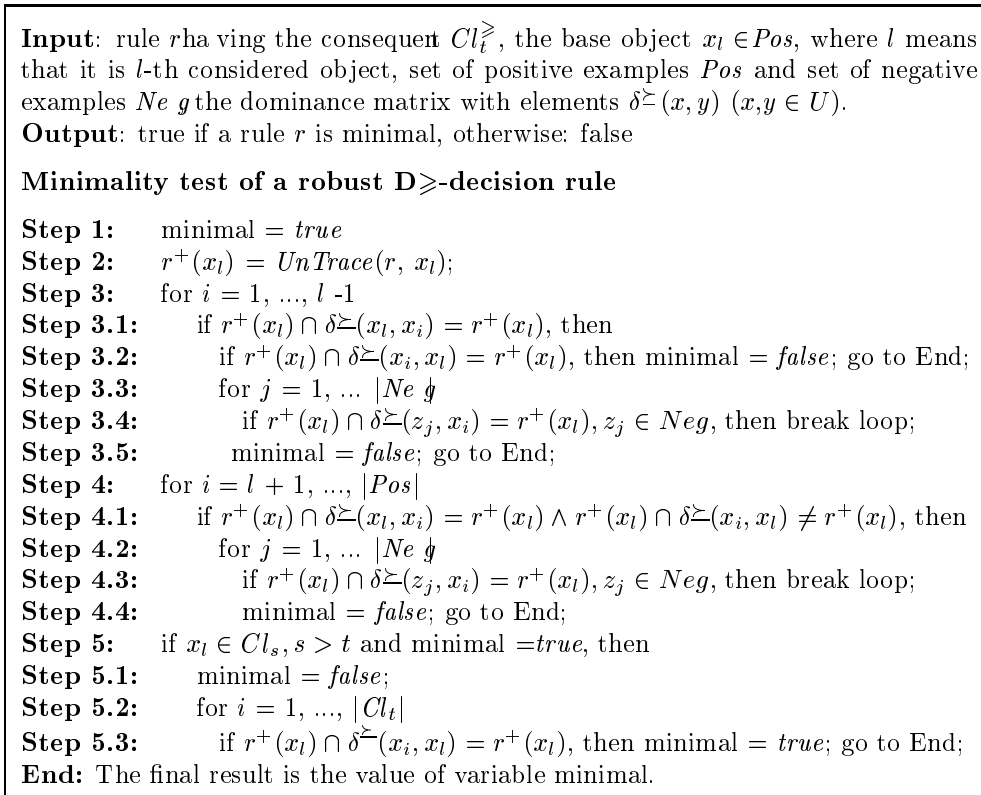 Input: rule rha ving the consequent Cl_t^≥, the base object x_l ∈ Pos, where l means
that it is l-th considered object, set of positive examples Pos and set of negative
examples Ne g the dominance matrix with elements δ^⪰(x, y) (x,y ∈ U).
Output: true if a rule r is minimal, otherwise: false
Minimality test of a robust D⩾-decision rule
Step 1: minimal = true
Step 2: r^+(x_l) = UnTrace(r, x_l);
Step 3: for i = 1, ..., l -1
Step 3.1: if r^+(x_l) ∩ δ^⪰(x_l, x_i) = r^+(x_l), then
Step 3.2: if r^+(x_l) ∩ δ^⪰(x_i, x_l) = r^+(x_l), then minimal = false; go to End;
Step 3.3: for j = 1, ... |Ne g|
Step 3.4: if r^+(x_l) ∩ δ^⪰(z_j, x_i) = r^+(x_l), z_j ∈ Neg, then break loop;
Step 3.5: minimal = false; go to End;
Step 4: for i = l + 1, ..., |Pos|
Step 4.1: if r^+(x_l) ∩ δ^⪰(x_l, x_i) = r^+(x_l) ∧ r^+(x_l) ∩ δ^⪰(x_i, x_l) ≠ r^+(x_l), then
Step 4.2: for j = 1, ... |Ne g|
Step 4.3: if r^+(x_l) ∩ δ^⪰(z_j, x_i) = r^+(x_l), z_j ∈ Neg, then break loop;
Step 4.4: minimal = false; go to End;
Step 5: if x_l ∈ Cl_s, s > t and minimal =true, then
Step 5.1: minimal = false;
Step 5.2: for i = 1, ..., |Cl_t|
Step 5.3: if r^+(x_l) ∩ δ^⪰(x_i, x_l) = r^+(x_l), then minimal = true; go to End;
End: The final result is the value of variable minimal.